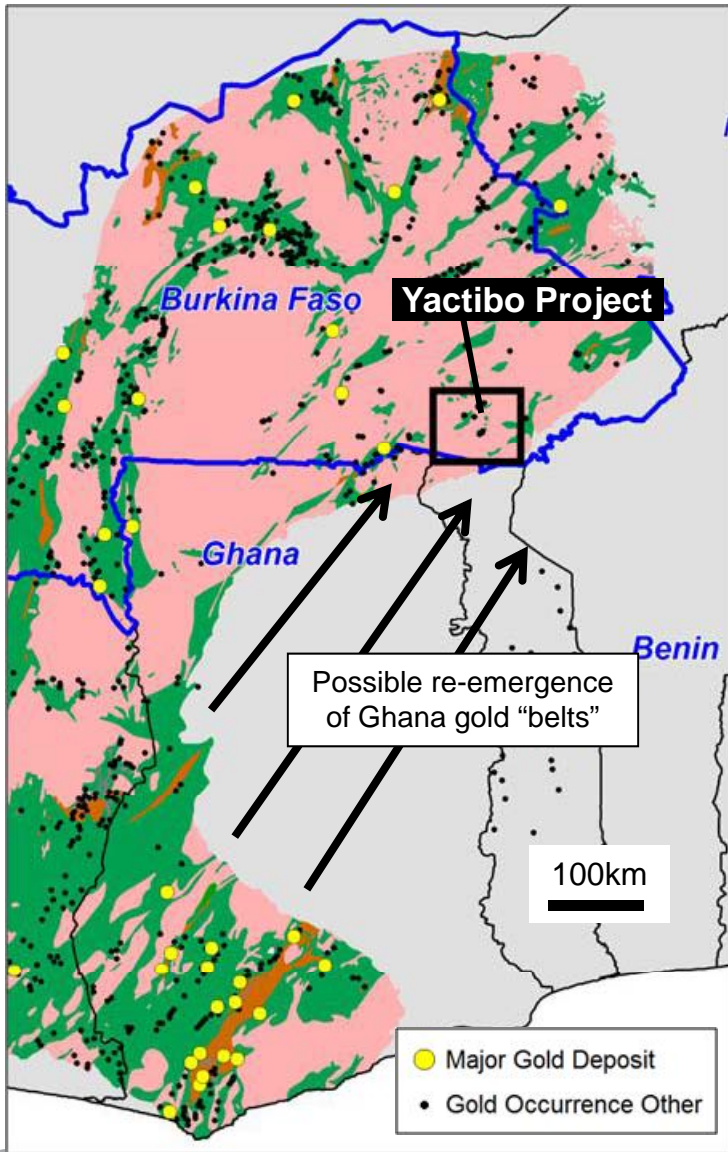 Burkina Faso
Yactibo Project
Ghana
Benin
Possible re-emergence
of Ghana gold “belts”
100km
Major Gold Deposit
Gold Occurrence Other